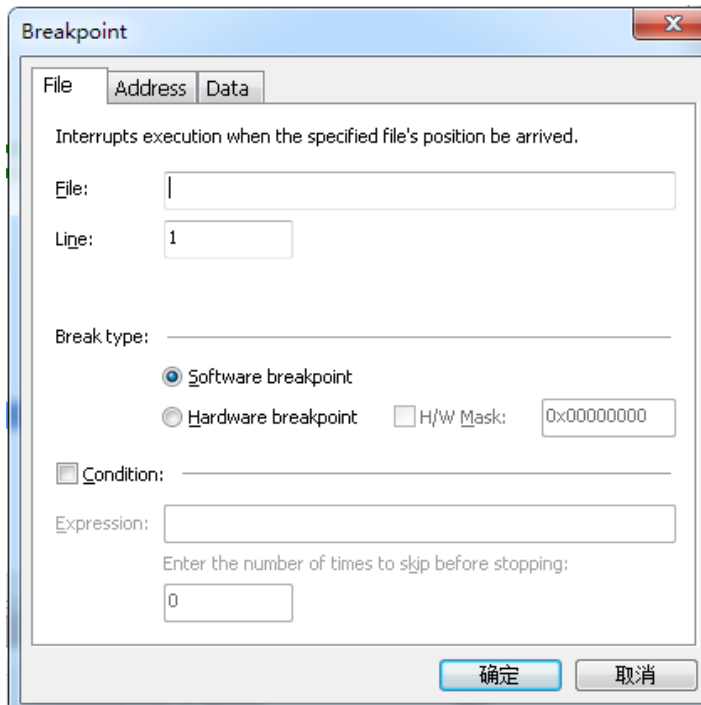 Breakpoint
File Address Data
Interrupts execution when the specified file's position be arrived.
File:
Line: 1
Break type:
Software breakpoint
Hardware breakpoint H/W Mask: 0x00000000
Condition:
Expression:
Enter the number of times to skip before stopping:
0
确定 取消